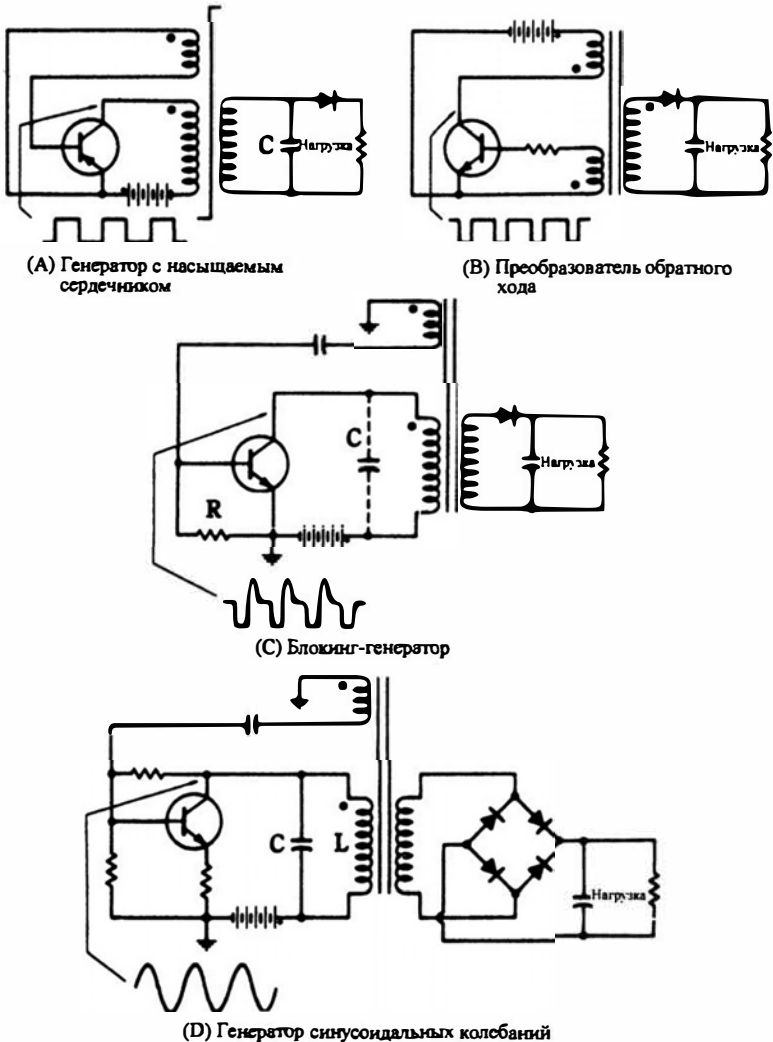 C
Нагрузка
Нагрузка
(A) Генератор с насыщаемым
сердечником
(B) Преобразователь обратного
хода
C
R
Нагрузка
(C) Блокинг-генератор
C
L
Нагрузка
(D) Генератор синусоидальных колебаний